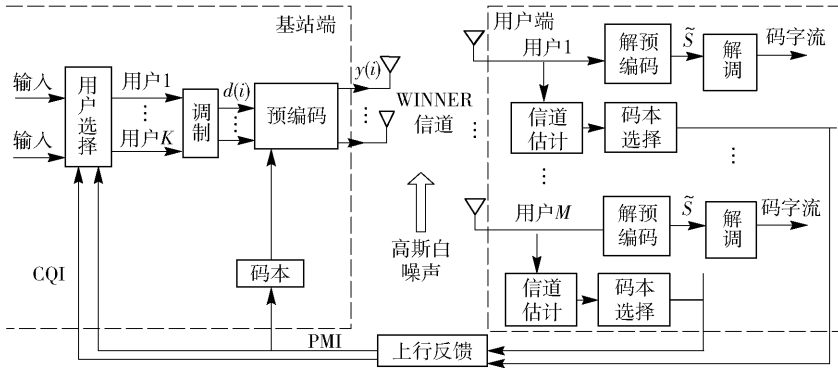 基站端
用户端
输入
输入
用户选择
用户1
⋮
用户K
调制
d(i)
⋮
预编码
y(i)
⋮
WINNER
信道
高斯白
噪声
码本
CQI
PMI
上行反馈
用户1
解预
编码
S̃
解调
码字流
信道
估计
码本
选择
⋮
⋮
⋮
用户M
解预
编码
S̃
解调
码字流
信道
估计
码本
选择